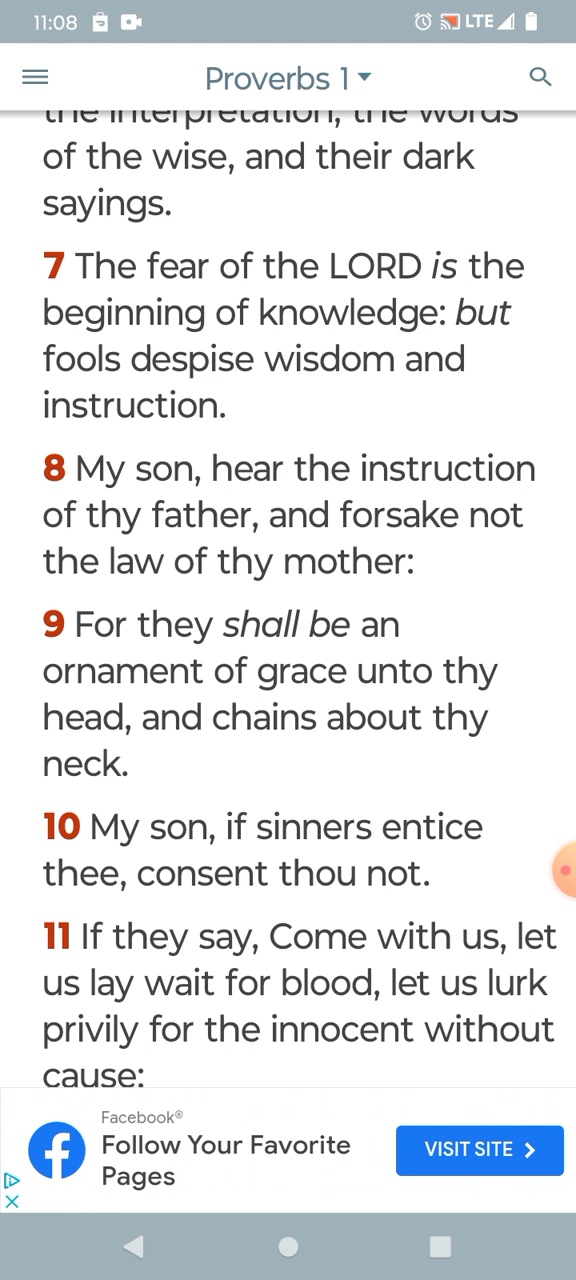 11:08
LTE
Proverbs 1
the interpretation, the words
of the wise, and their dark
sayings.
7 The fear of the LORD is the
beginning of knowledge: but
fools despise wisdom and
instruction.
8 My son, hear the instruction
of thy father, and forsake not
the law of thy mother:
9 For they shall be an
ornament of grace unto thy
head, and chains about thy
neck.
10 My son, if sinners entice
thee, consent thou not.
11 If they say, Come with us, let
us lay wait for blood, let us lurk
privily for the innocent without
cause:
Facebook®
Follow Your Favorite
Pages
VISIT SITE